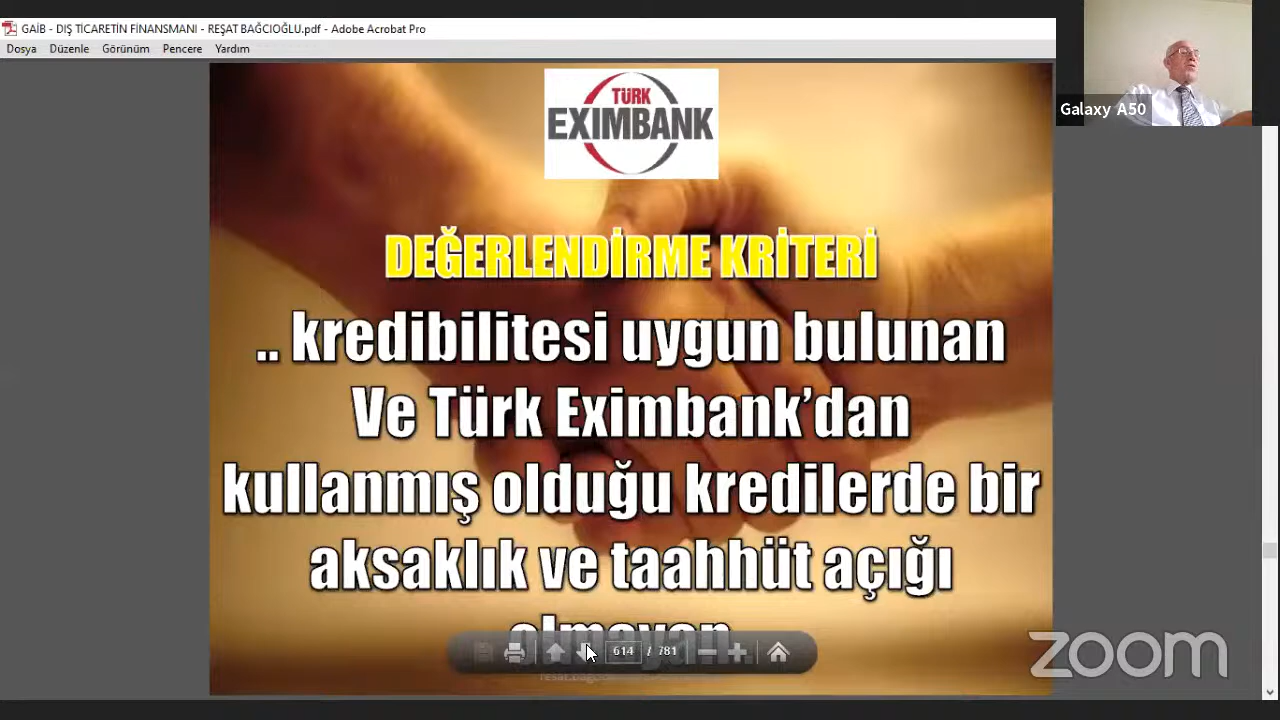 GAİB - DIŞ TİCARETİN FİNANSMANI - REŞAT BAĞCIOĞLU.pdf - Adobe Acrobat Pro
Dosya Düzenle Görünüm Pencere Yardım
Galaxy A50
TÜRK
EXIMBANK
DEĞERLENDİRME KRİTERİ
.. kredibilitesi uygun bulunan
Ve Türk Eximbank’dan
kullanmış olduğu kredilerde bir
aksaklık ve taahhüt açığı
olmayan..
614 / 781
zoom